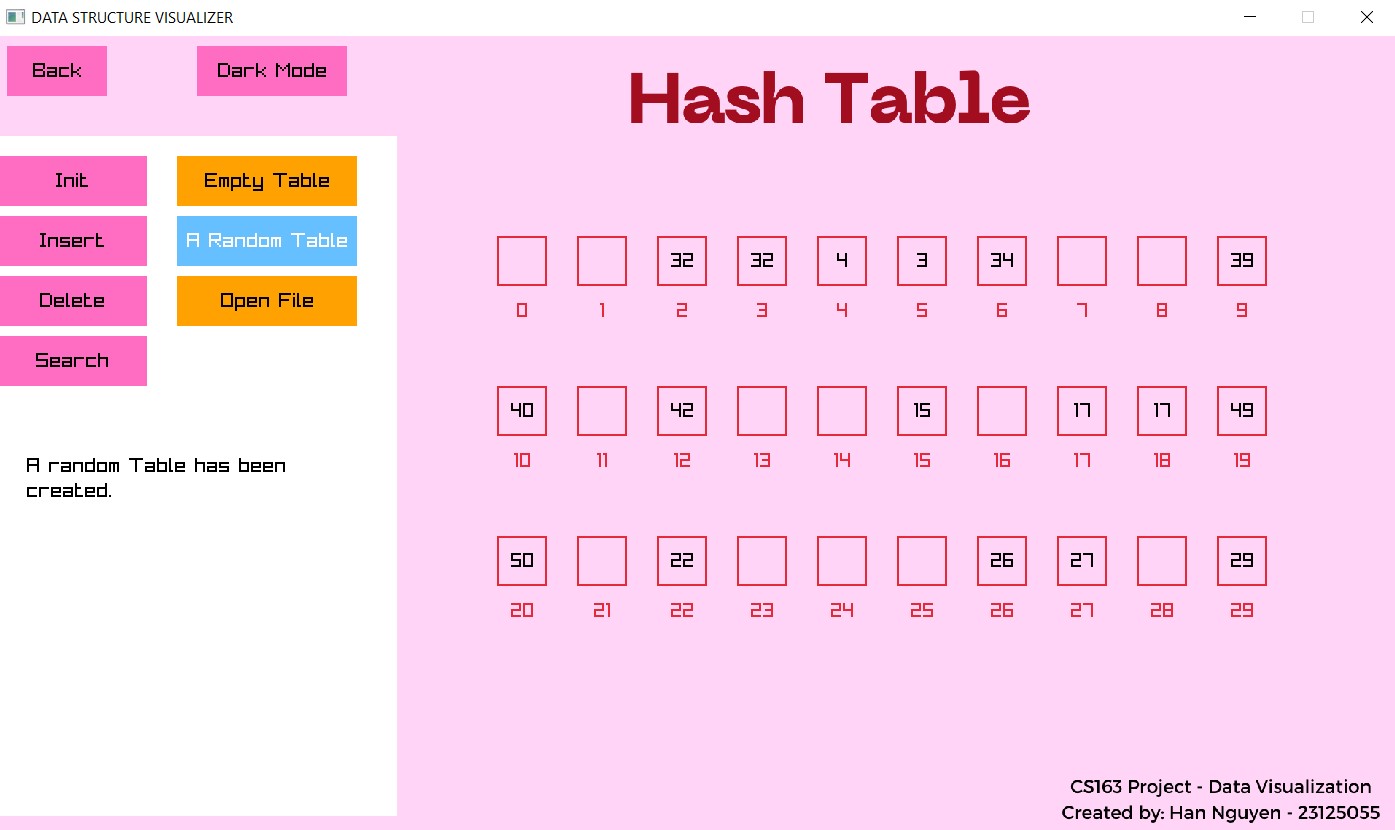 DATA STRUCTURE VISUALIZER
Back
Dark Mode
Hash Table
Init
Empty Table
Insert
A Random Table
Delete
Open File
Search
A random Table has been
created.
32 32 4 3 34 39
0 1 2 3 4 5 6 7 8 9
40 42 15 17 17 49
10 11 12 13 14 15 16 17 18 19
50 22 26 27 29
20 21 22 23 24 25 26 27 28 29
CS163 Project - Data Visualization
Created by: Han Nguyen - 23125055